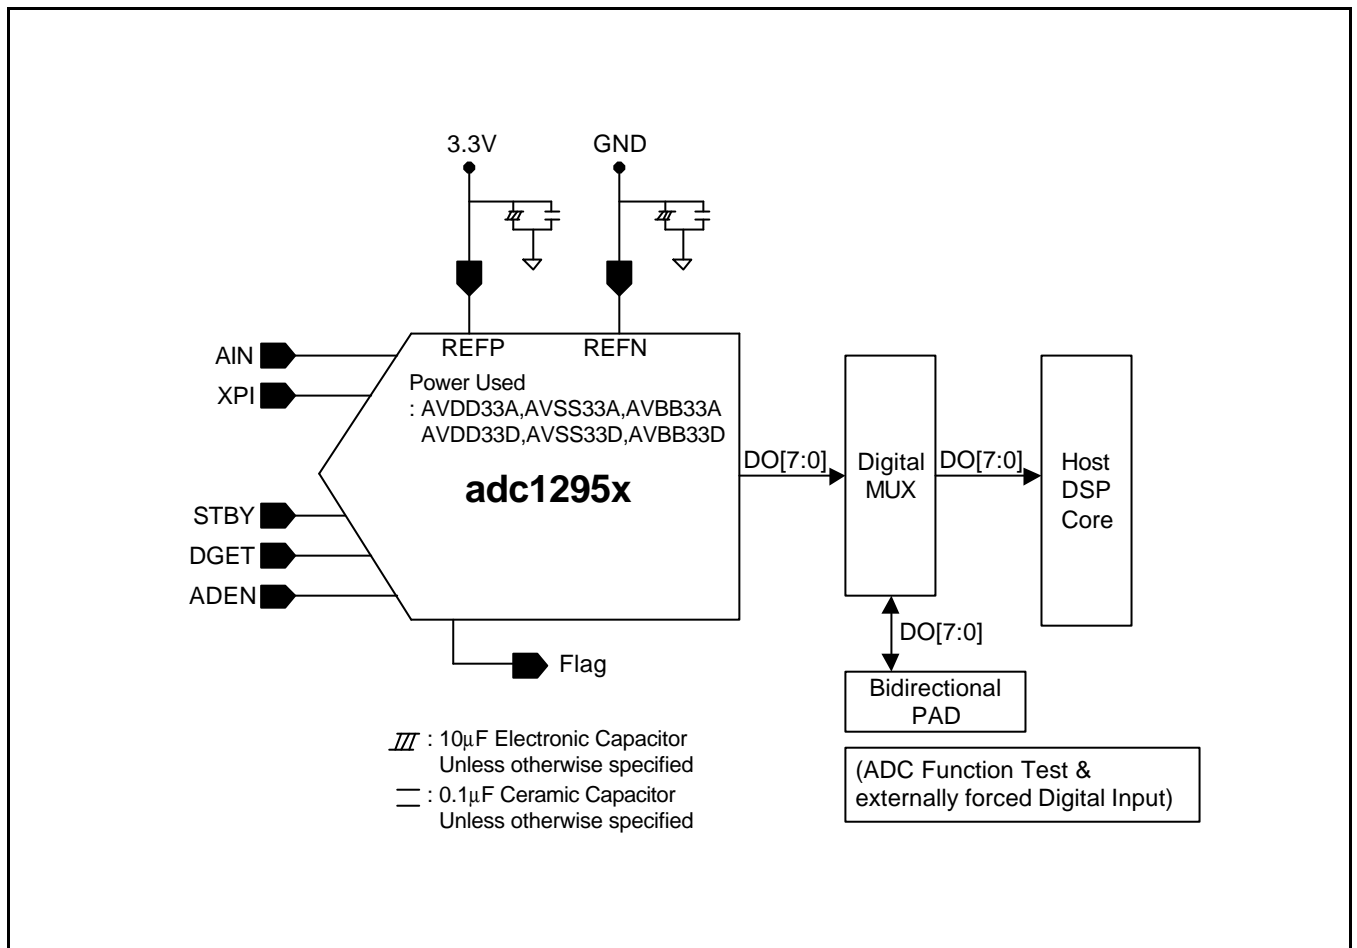 3.3V
GND
REFP
REFN
AIN
XPI
Power Used
: AVDD33A,AVSS33A,AVBB33A
AVDD33D,AVSS33D,AVBB33D
adc1295x
STBY
DGET
ADEN
DO[7:0]
Digital
MUX
DO[7:0]
Host
DSP
Core
DO[7:0]
Flag
Bidirectional
PAD
: 10μF Electronic Capacitor
Unless otherwise specified
: 0.1μF Ceramic Capacitor
Unless otherwise specified
(ADC Function Test &
externally forced Digital Input)